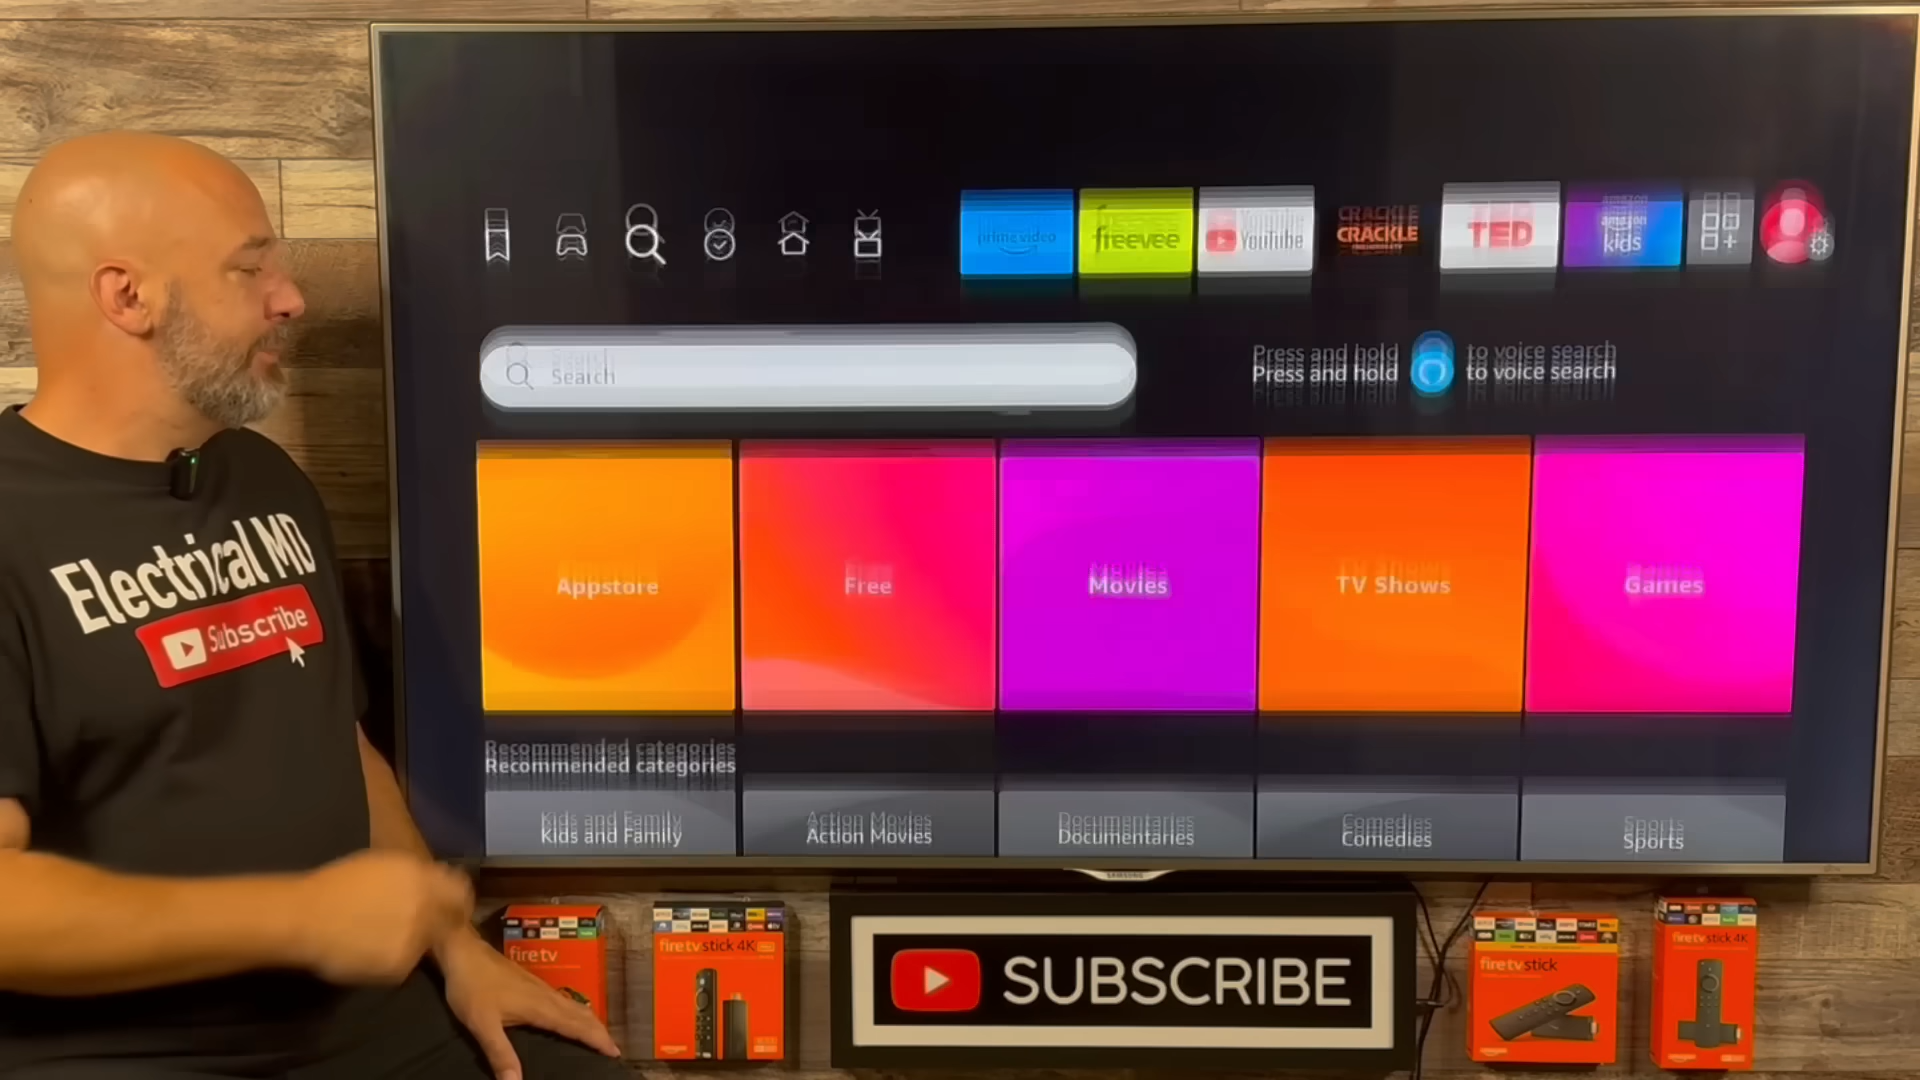 prime video
freevee
YouTube
CRACKLE
TED
amazon
kids
Search
Press and hold to voice search
Appstore
Free
Movies
TV Shows
Games
Recommended categories
Kids and Family
Action Movies
Documentaries
Comedies
Sports
SAMSUNG
Electrical MD
Subscribe
fire tv
fire tv stick 4K
SUBSCRIBE
fire tv stick
fire tv stick 4K